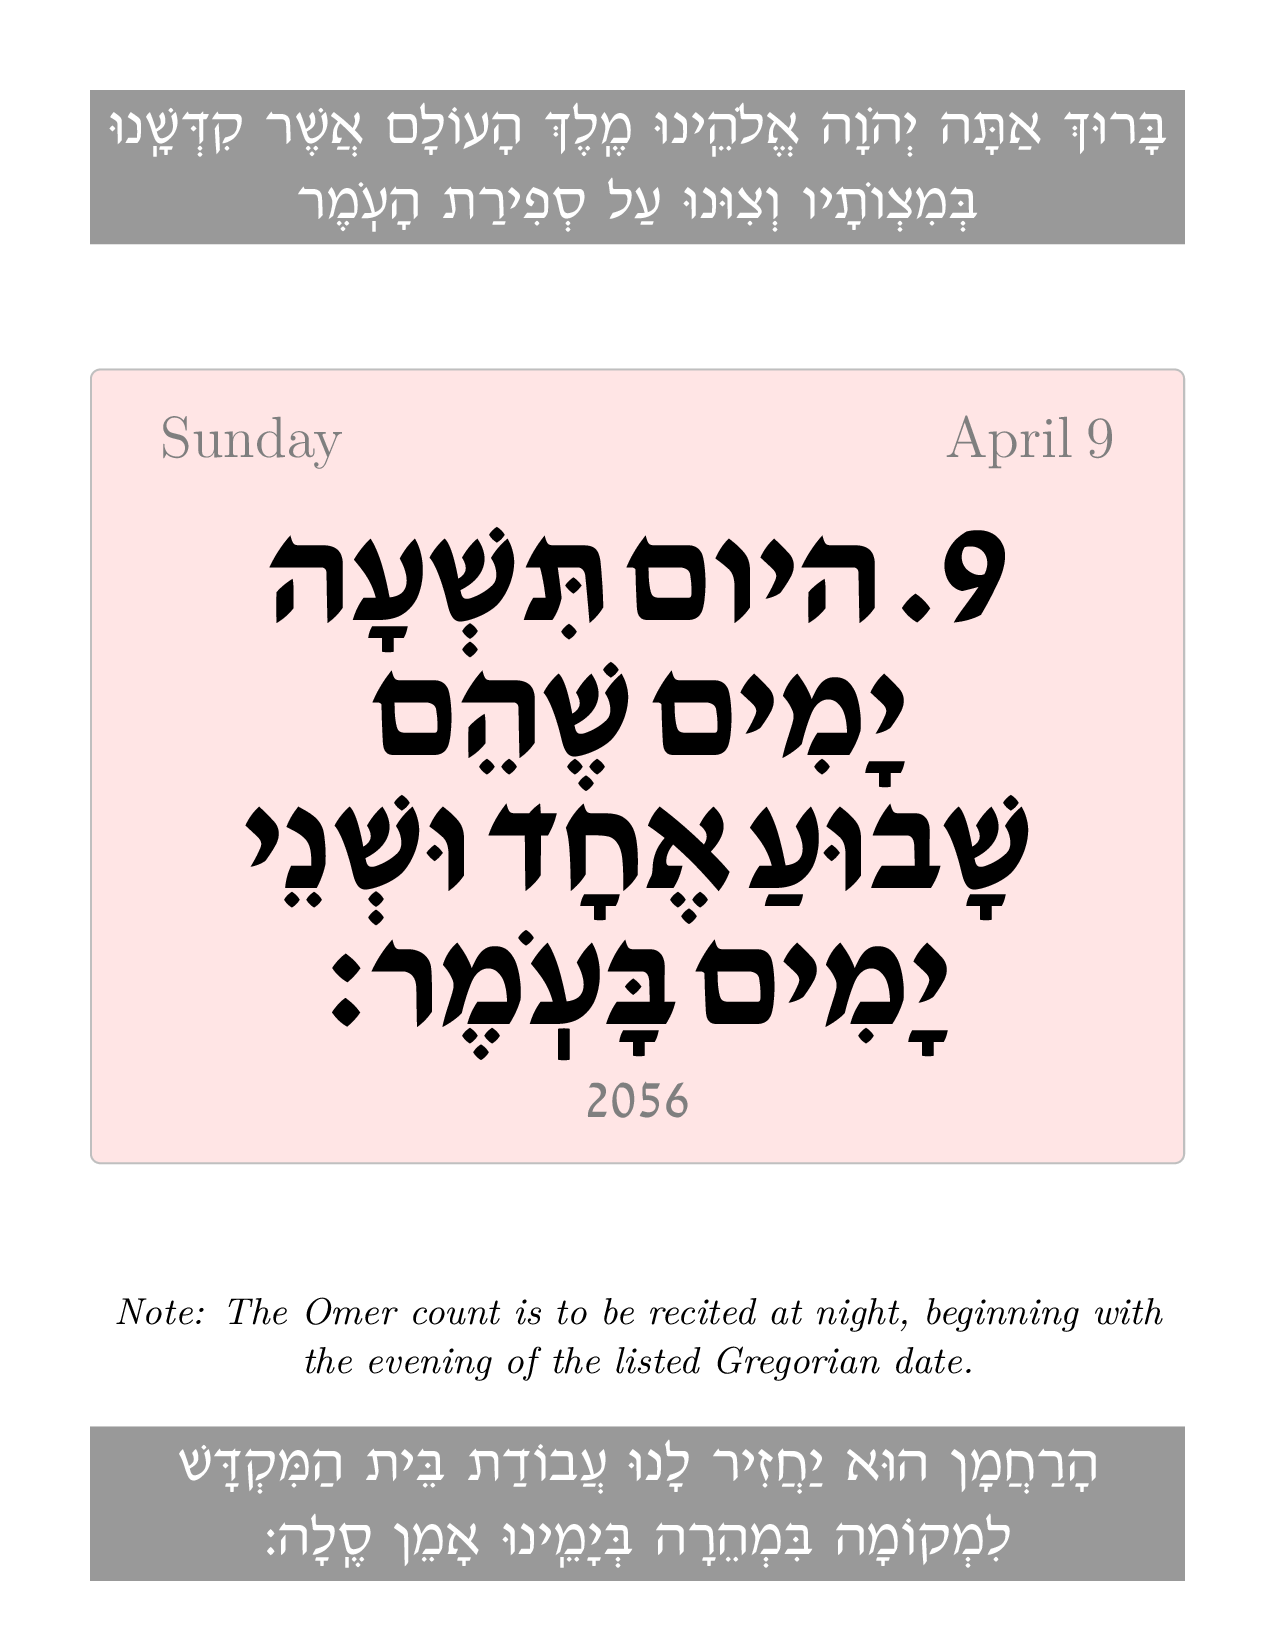 בָּרוּךְ אַתָּה יְהֹוָה אֱלֹהֵֽינוּ מֶֽלֶךְ הָעוֹלָם אֲשֶׁר קִדְּשָֽׁנוּ
בְּמִצְוֹתָיו וְצִוּנוּ עַל סְפִירַת הָעֹֽמֶר
Sunday April 9
9. היום תִּשְׁעָה
יָמִים שֶׁהֵם
שָׁבוּעַ אֶחָד וּשְׁנֵי
יָמִים בָּעֹֽמֶר:
2056
Note: The Omer count is to be recited at night, beginning with
the evening of the listed Gregorian date.
הָרַחֲמָן הוּא יַחֲזִיר לָנוּ עֲבוֹדַת בֵּית הַמִּקְדָּשׁ
לִמְקוֹמָהּ בִּמְהֵרָה בְּיָמֵֽינוּ אָמֵן סֶֽלָה: